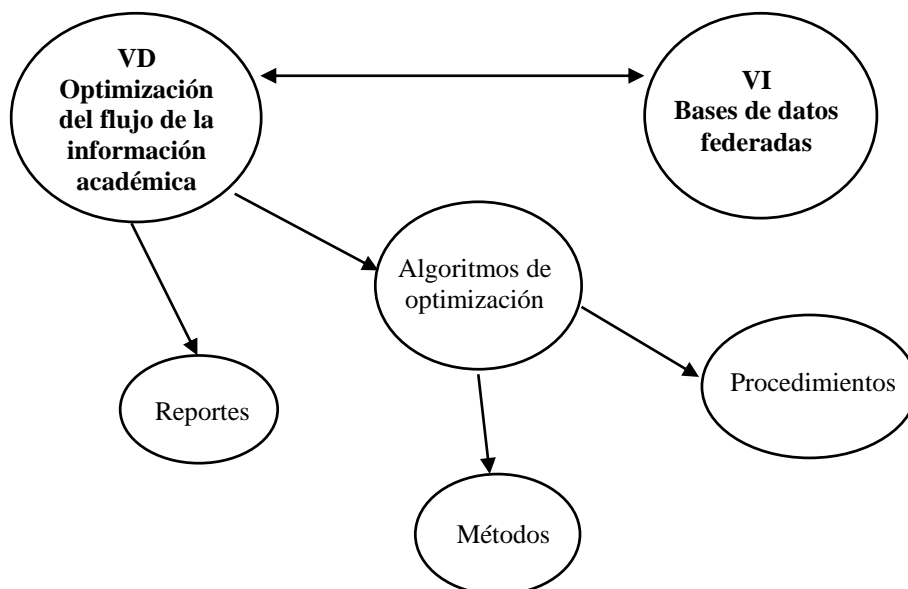 VD
Optimización
del flujo de la
información
académica
VI
Bases de datos
federadas
Algoritmos de
optimización
Procedimientos
Reportes
Métodos